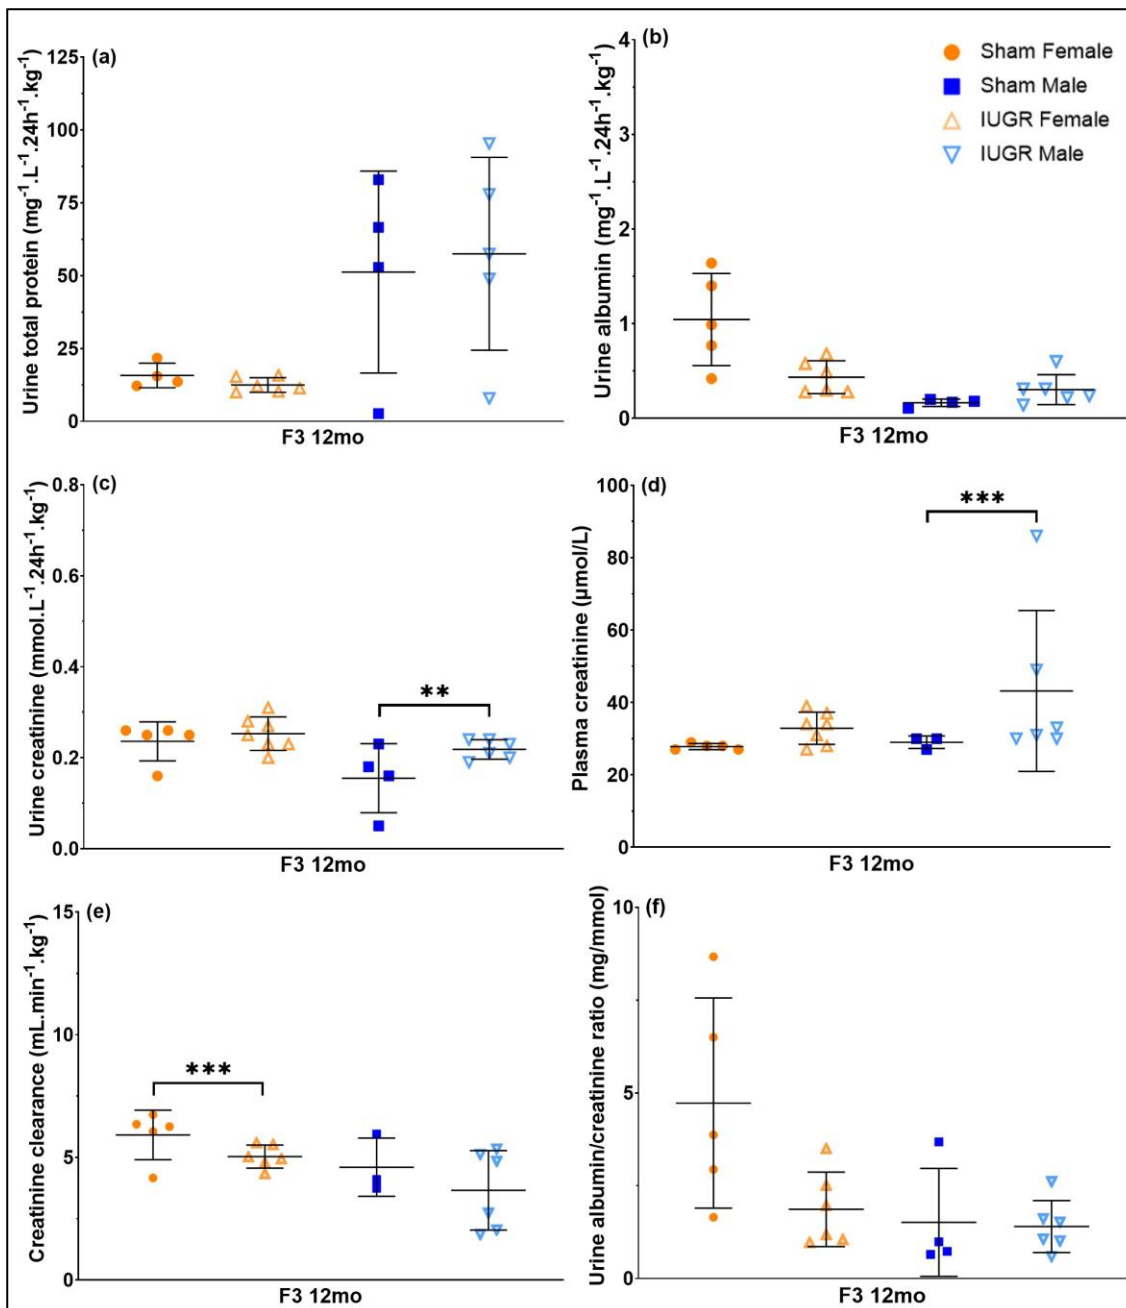 (a)
Urine total protein (mg⁻¹.L⁻¹.24h⁻¹.kg⁻¹)
125
100
75
50
25
0
F3 12mo
(b)
Urine albumin (mg⁻¹.L⁻¹.24h⁻¹.kg⁻¹)
4
3
2
1
0
F3 12mo
Sham Female
Sham Male
IUGR Female
IUGR Male
(c)
Urine creatinine (mmol.L⁻¹.24h⁻¹.kg⁻¹)
0.8
0.6
0.4
0.2
0.0
**
F3 12mo
(d)
Plasma creatinine (µmol/L)
100
80
60
40
20
0
***
F3 12mo
(e)
Creatinine clearance (mL.min⁻¹.kg⁻¹)
15
10
5
0
***
F3 12mo
(f)
Urine albumin/creatinine ratio (mg/mmol)
10
5
0
F3 12mo